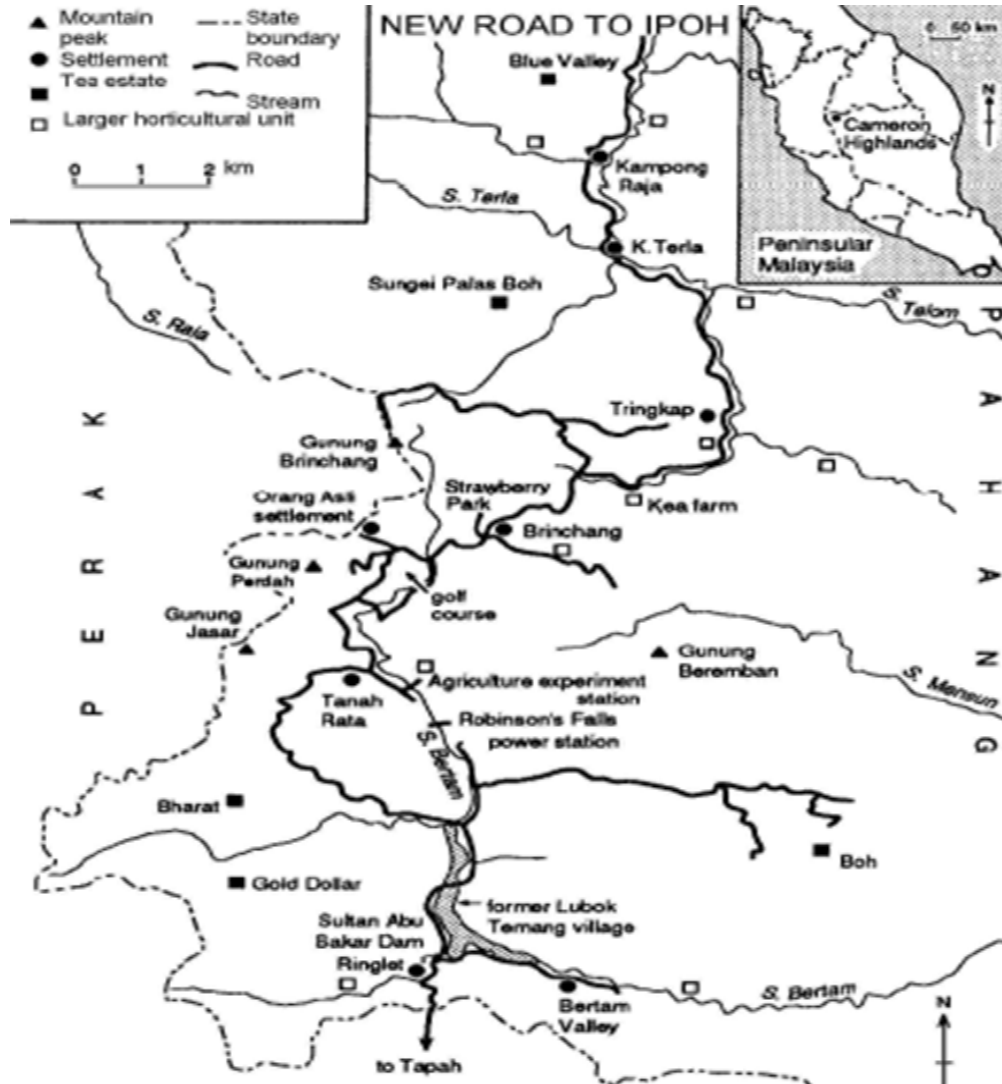 NEW ROAD TO IPOH
Mountain
peak
State
boundary
Settlement
Road
Tea estate
Stream
Larger horticultural unit
0 1 2 km
0 50 km
N
Cameron
Highlands
Peninsular
Malaysia
Blue Valley
Kampong
Raja
S. Terla
K. Terla
Sungei Palas Boh
S. Telom
S. Raia
Tringkap
Gunung
Brinchang
Strawberry
Park
Kea farm
Orang Asli
settlement
Brinchang
Gunung
Perdah
golf
course
Gunung
Jasar
Gunung
Beremban
S. Mensun
Tanah
Rata
Agriculture experiment
station
Robinson's Falls
power station
S. Bertam
Bharat
Boh
Gold Dollar
former Lubok
Temang village
Sultan Abu
Bakar Dam
Ringlet
Bertam
Valley
S. Bertam
to Tapah
N
PERAK
PAHANG